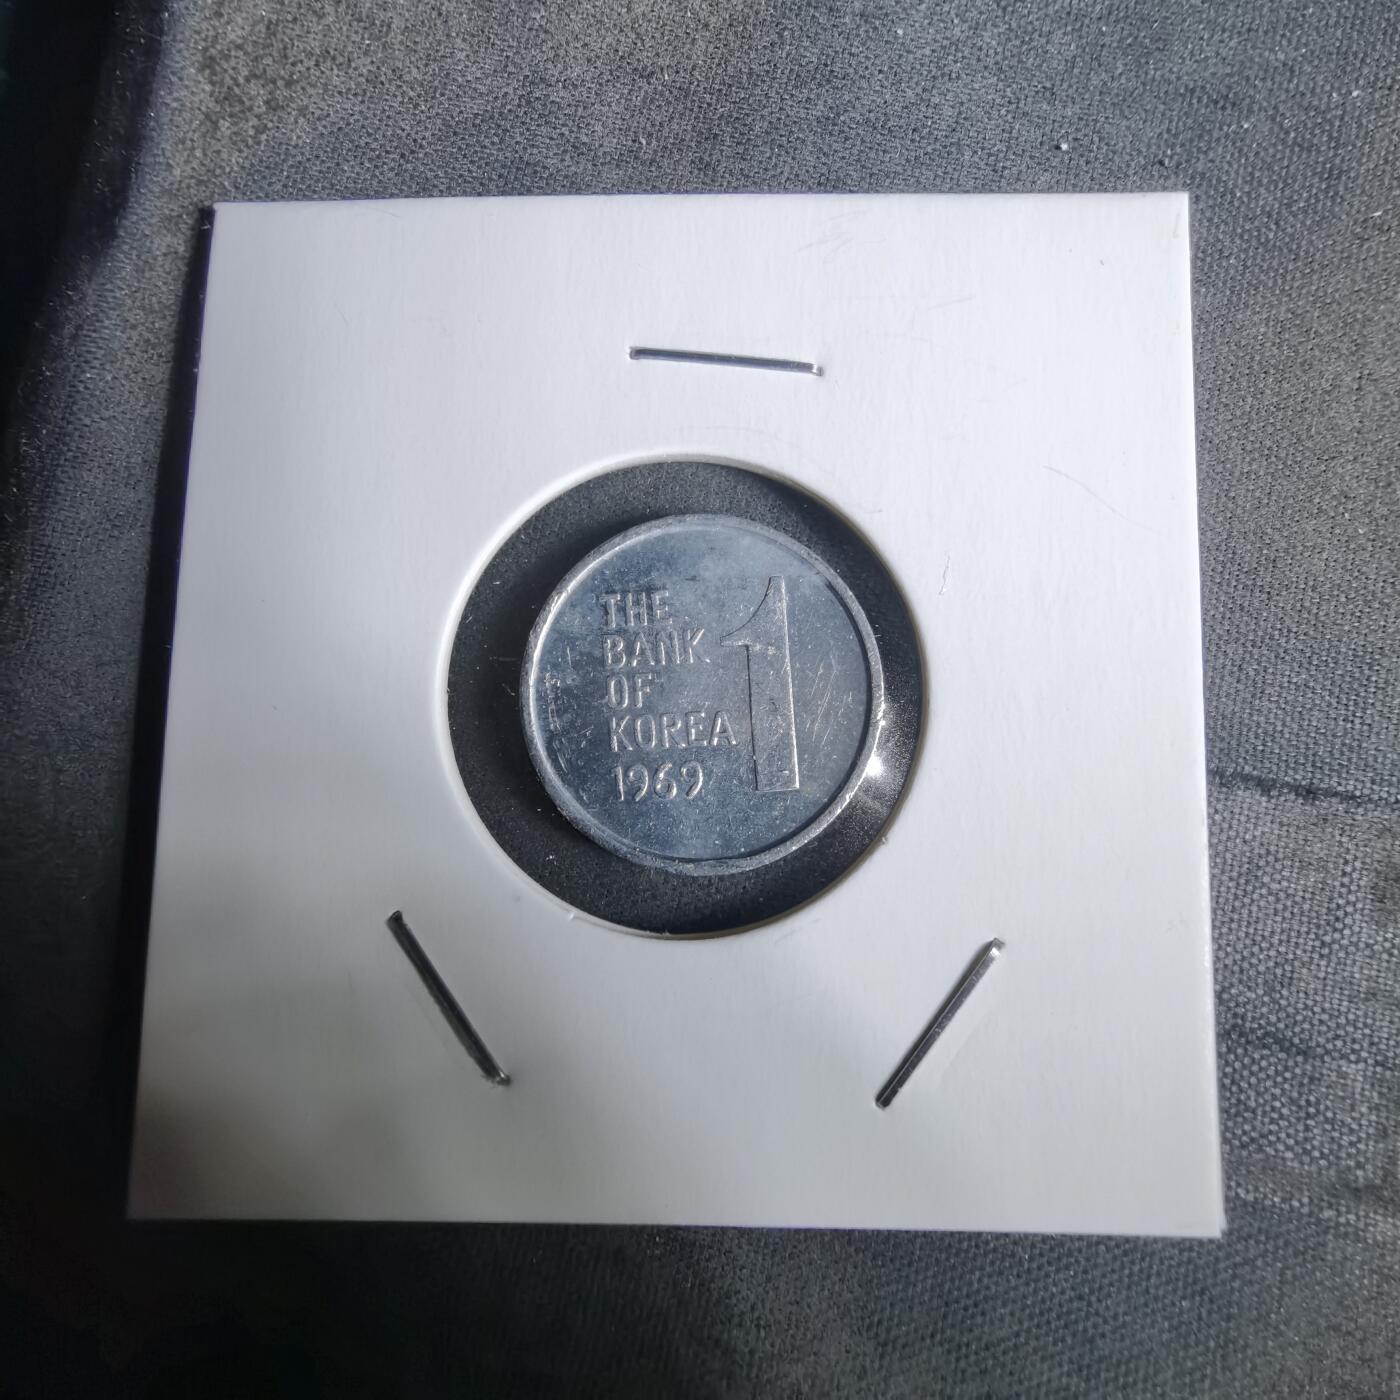 THE
BANK
OF
KOREA
1969
1